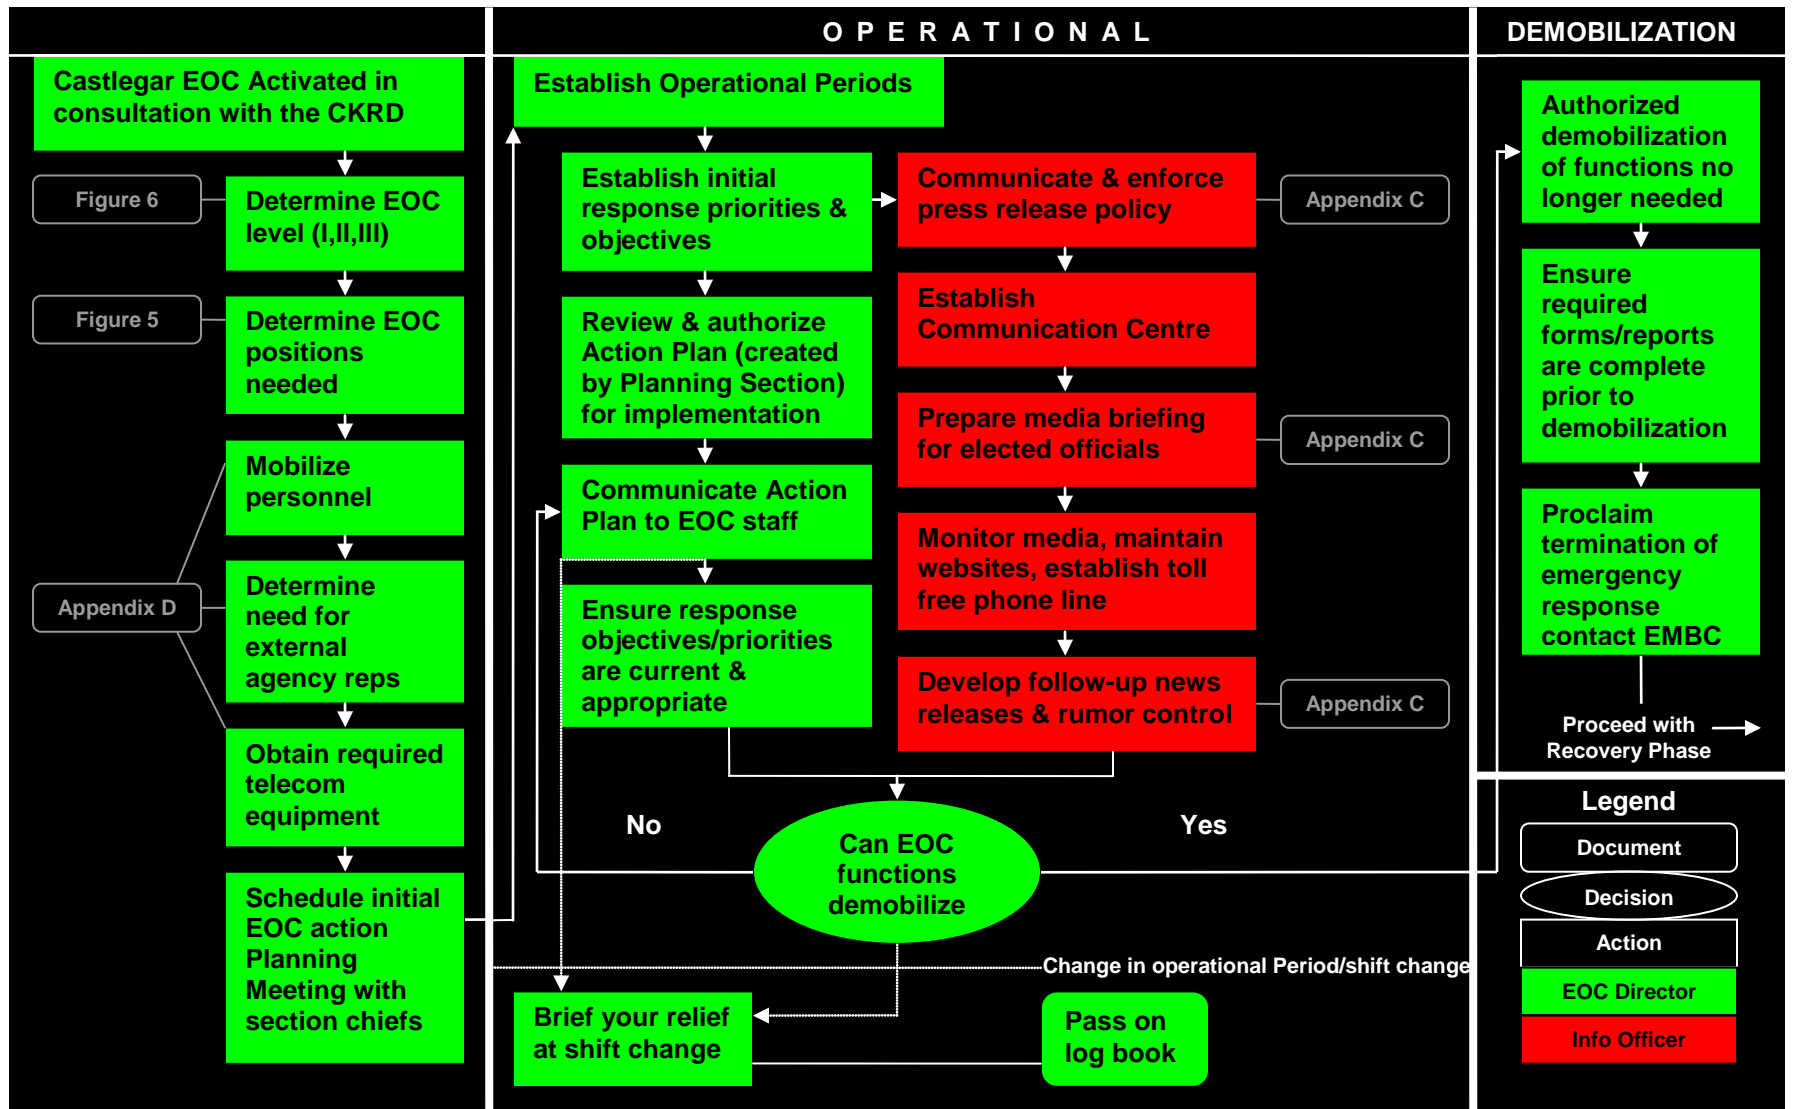 OPERATIONAL
DEMOBILIZATION
Castlegar EOC Activated in
consultation with the CKRD
Figure 6
Determine EOC
level (I,II,III)
Figure 5
Determine EOC
positions
needed
Mobilize
personnel
Appendix D
Determine
need for
external
agency reps
Obtain required
telecom
equipment
Schedule initial
EOC action
Planning
Meeting with
section chiefs
Establish Operational Periods
Establish initial
response priorities &
objectives
Review & authorize
Action Plan (created
by Planning Section)
for implementation
Communicate Action
Plan to EOC staff
Ensure response
objectives/priorities
are current &
appropriate
Communicate & enforce
press release policy
Appendix C
Establish
Communication Centre
Prepare media briefing
for elected officials
Appendix C
Monitor media, maintain
websites, establish toll
free phone line
Develop follow-up news
releases & rumor control
Appendix C
No
Yes
Can EOC
functions
demobilize
Change in operational Period/shift change
Brief your relief
at shift change
Pass on
log book
Authorized
demobilization
of functions no
longer needed
Ensure
required
forms/reports
are complete
prior to
demobilization
Proclaim
termination of
emergency
response
contact EMBC
Proceed with
Recovery Phase
Legend
Document
Decision
Action
EOC Director
Info Officer